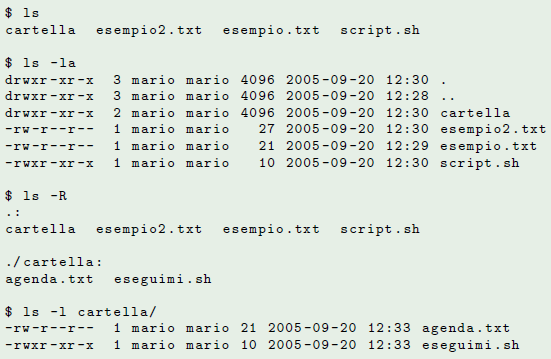 $ ls
cartella  esempio2.txt  esempio.txt  script.sh
$ ls -la
drwxr-xr-x  3 mario mario 4096 2005-09-20 12:30 .
drwxr-xr-x  3 mario mario 4096 2005-09-20 12:28 ..
drwxr-xr-x  2 mario mario 4096 2005-09-20 12:30 cartella
-rw-r--r--  1 mario mario   27 2005-09-20 12:30 esempio2.txt
-rw-r--r--  1 mario mario   21 2005-09-20 12:29 esempio.txt
-rwxr-xr-x  1 mario mario   10 2005-09-20 12:30 script.sh
$ ls -R
.:
cartella  esempio2.txt  esempio.txt  script.sh
./cartella:
agenda.txt  eseguimi.sh
$ ls -l cartella/
-rw-r--r--  1 mario mario 21 2005-09-20 12:33 agenda.txt
-rwxr-xr-x  1 mario mario 10 2005-09-20 12:33 eseguimi.sh